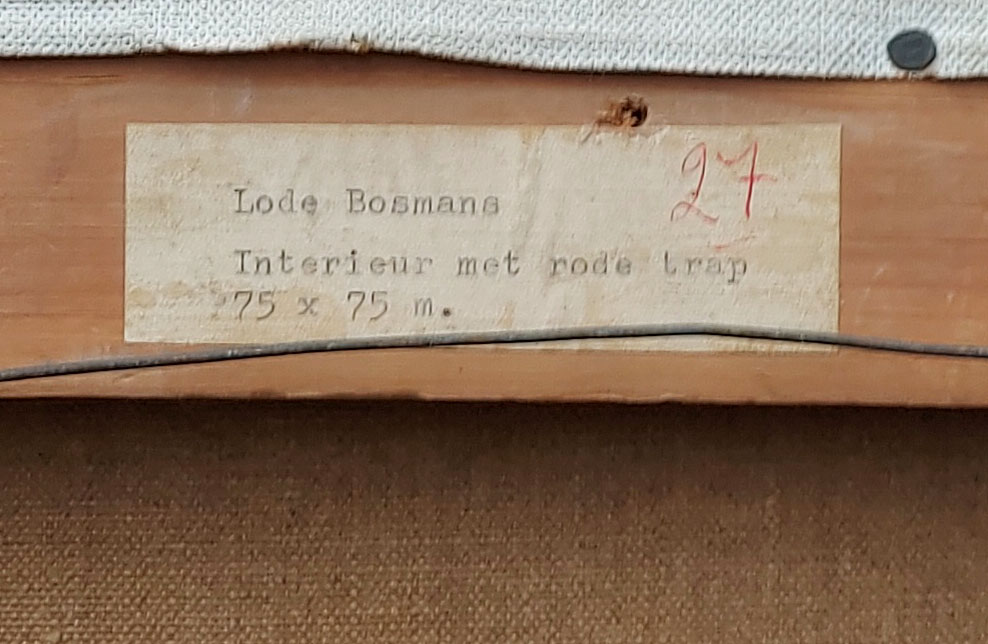 27
Lode Bosmans
Interieur met rode trap
75 x 75 m.